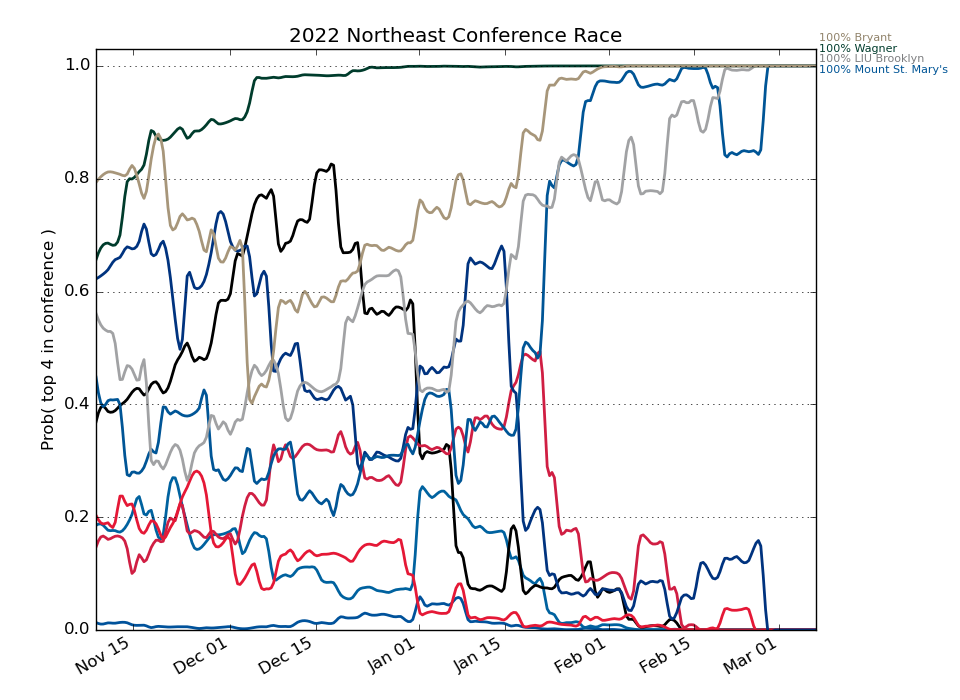 2022 Northeast Conference Race
100% Bryant
100% Wagner
100% LIU Brooklyn
100% Mount St. Mary's
Prob( top 4 in conference )
1.0
0.8
0.6
0.4
0.2
0.0
Nov 15
Dec 01
Dec 15
Jan 01
Jan 15
Feb 01
Feb 15
Mar 01